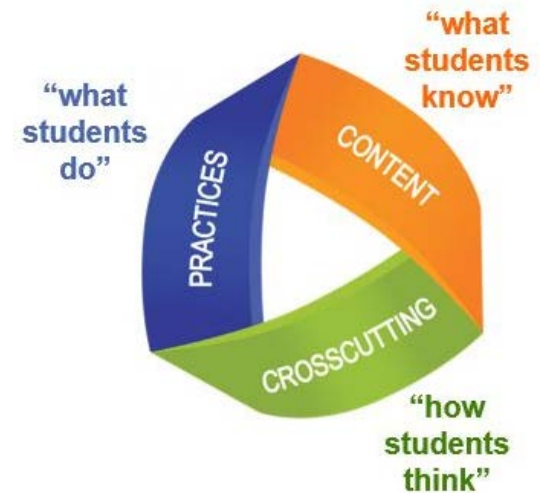 “what
students
know”
“what
students
do”
CONTENT
PRACTICES
CROSSCUTTING
“how
students
think”